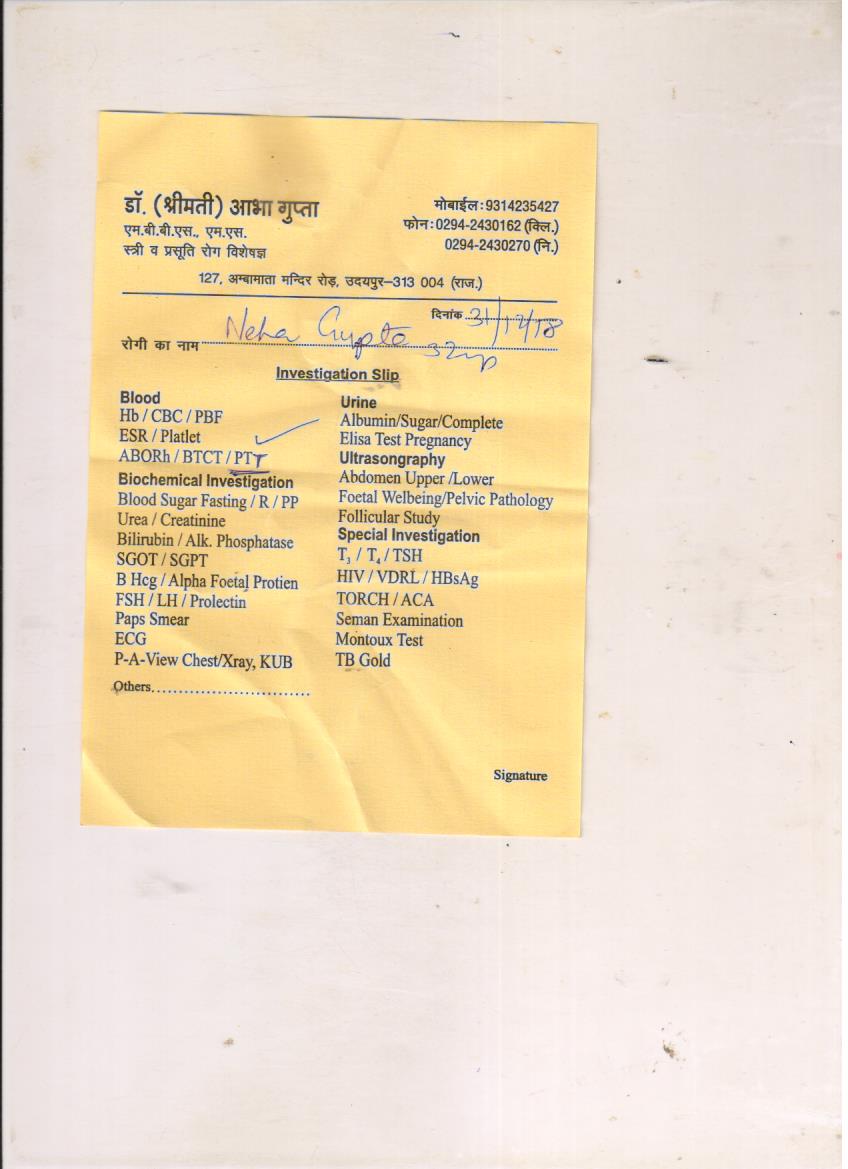 डॉ. (श्रीमती) आभा गुप्ता
एम.बी.बी.एस., एम.एस.
स्त्री व प्रसूति रोग विशेषज्ञ
मोबाईल : 9314235427
फोन : 0294-2430162 (क्लि.)
0294-2430270 (नि.)
127, अम्बामाता मन्दिर रोड़, उदयपुर–313 004 (राज.)
दिनांक 31/12/18
रोगी का नाम Neha Gupta
Investigation Slip
Blood
Hb / CBC / PBF
ESR / Platlet
ABORh / BTCT / PTT
Biochemical Investigation
Blood Sugar Fasting / R / PP
Urea / Creatinine
Bilirubin / Alk. Phosphatase
SGOT / SGPT
B Hcg / Alpha Foetal Protien
FSH / LH / Prolectin
Paps Smear
ECG
P-A-View Chest/Xray, KUB
Others
Urine
Albumin/Sugar/Complete
Elisa Test Pregnancy
Ultrasongraphy
Abdomen Upper /Lower
Foetal Welbeing/Pelvic Pathology
Follicular Study
Special Investigation
T3 / T4 / TSH
HIV / VDRL / HBsAg
TORCH / ACA
Seman Examination
Montoux Test
TB Gold
Signature